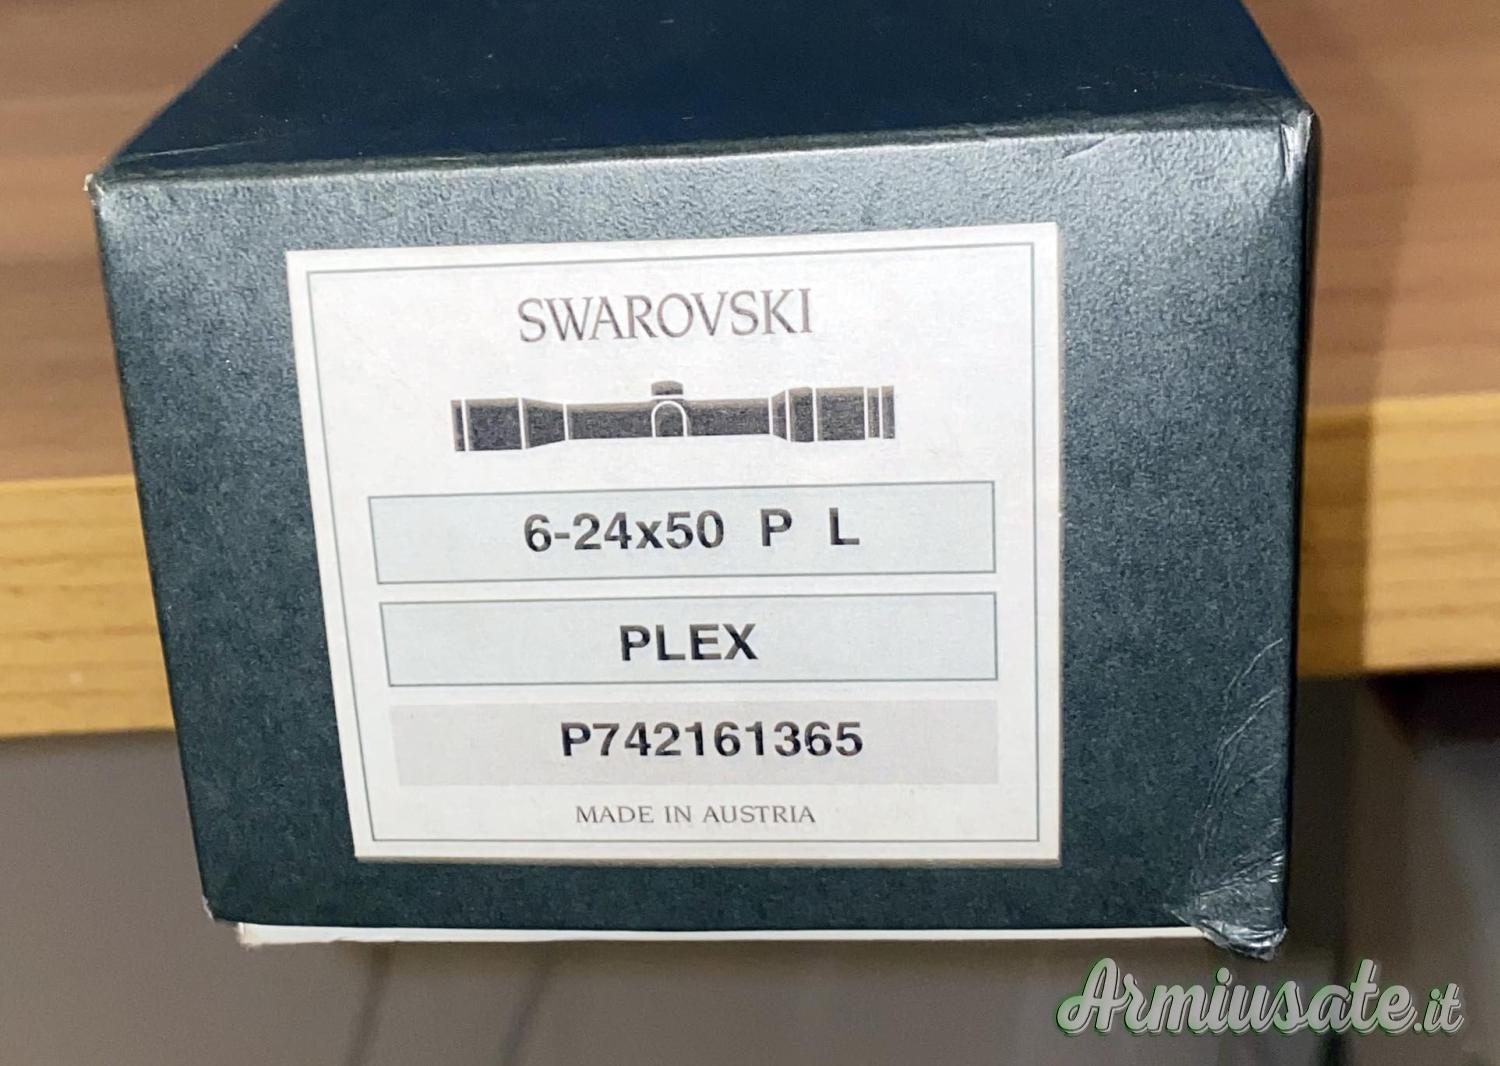 SWAROVSKI
6-24x50 P L
PLEX
P742161365
MADE IN AUSTRIA
Armiusate.it